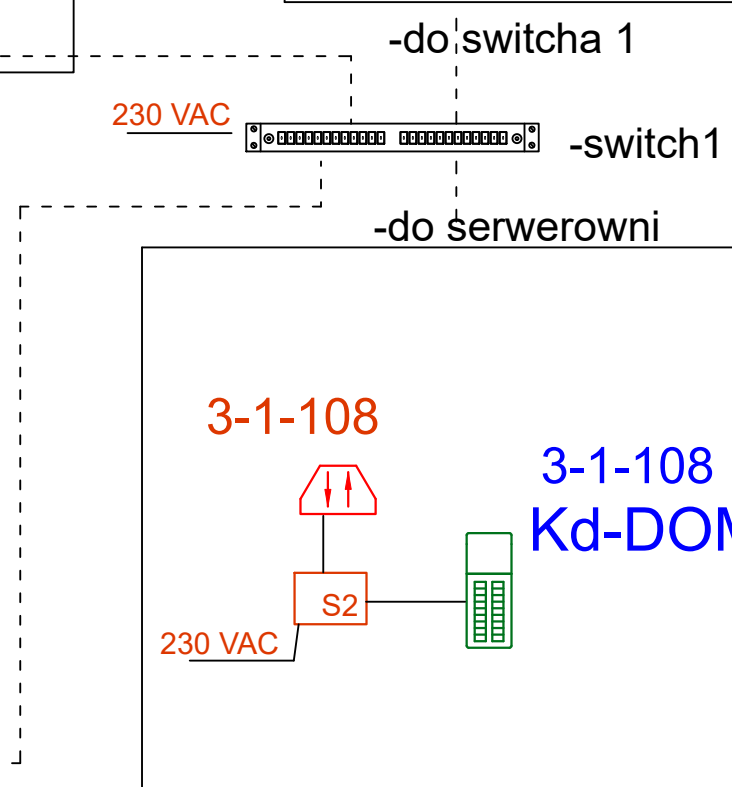 -do switcha 1
230 VAC
-switch1
-do serwerowni
3-1-108
3-1-108
Kd-DOM
S2
230 VAC